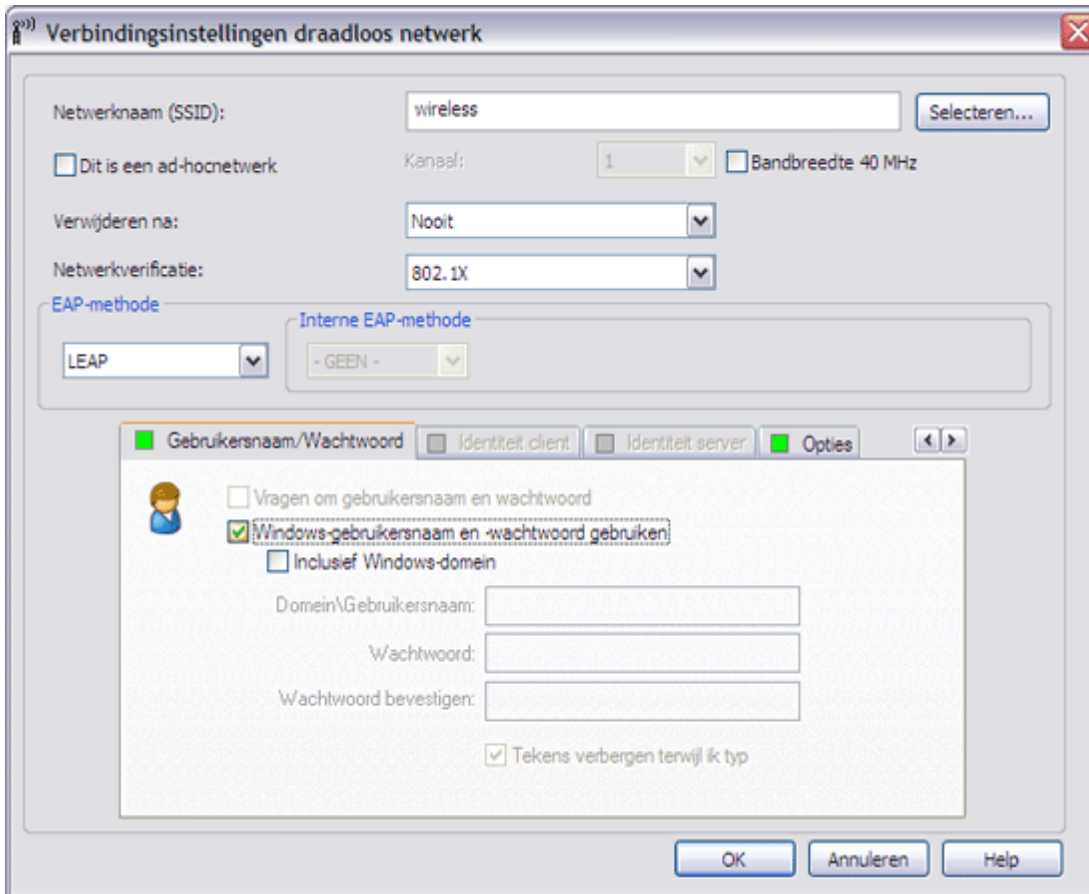 Verbindingsinstellingen draadloos netwerk
Netwerknaam (SSID): wireless Selecteren...
Dit is een ad-hocnetwerk Kanaal: 1 Bandbreedte 40 MHz
Verwijderen na: Nooit
Netwerkverificatie: 802.1X
EAP-methode
Interne EAP-methode
LEAP - GEEN -
Gebruikersnaam/Wachtwoord Identiteit client Identiteit server Opties
Vragen om gebruikersnaam en wachtwoord
Windows-gebruikersnaam en -wachtwoord gebruiken
Inclusief Windows-domein
Domein\Gebruikersnaam:
Wachtwoord:
Wachtwoord bevestigen:
Tekens verbergen terwijl ik typ
OK Annuleren Help